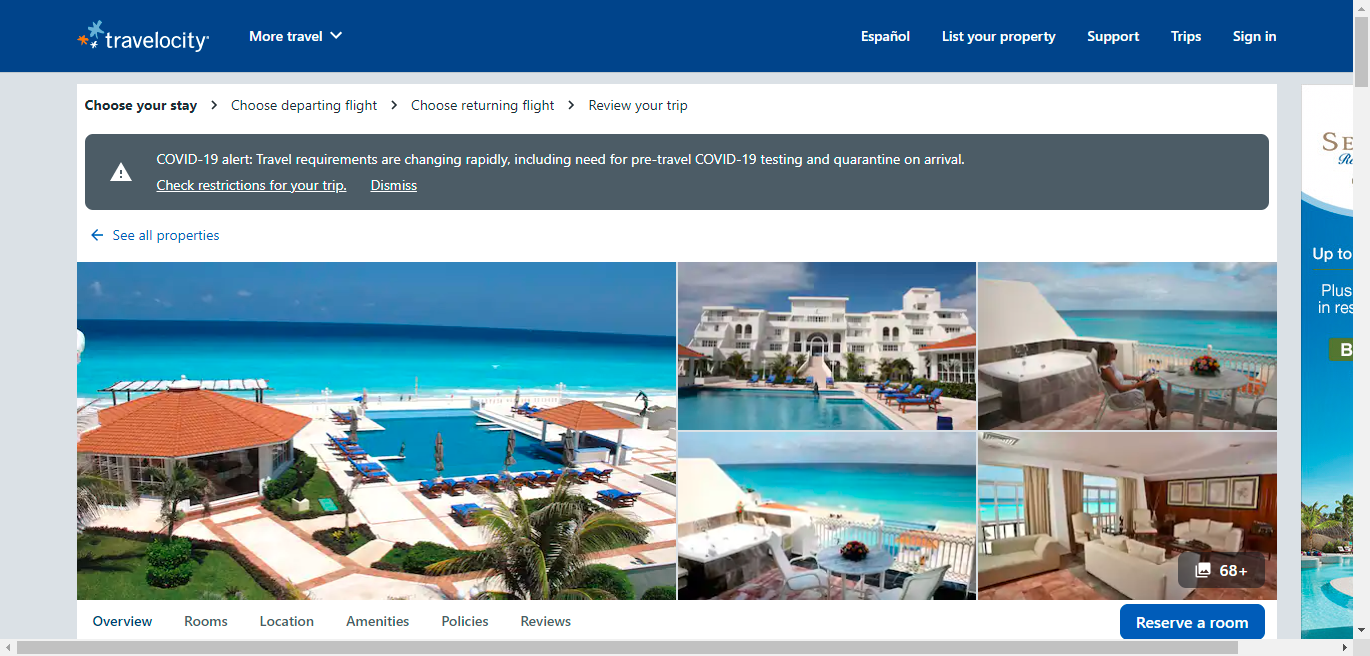 travelocity
More travel
Español
List your property
Support
Trips
Sign in
Choose your stay
Choose departing flight
Choose returning flight
Review your trip
COVID-19 alert: Travel requirements are changing rapidly, including need for pre-travel COVID-19 testing and quarantine on arrival.
Check restrictions for your trip. Dismiss
See all properties
Up to
Plus
in res
68+
Overview
Rooms
Location
Amenities
Policies
Reviews
Reserve a room